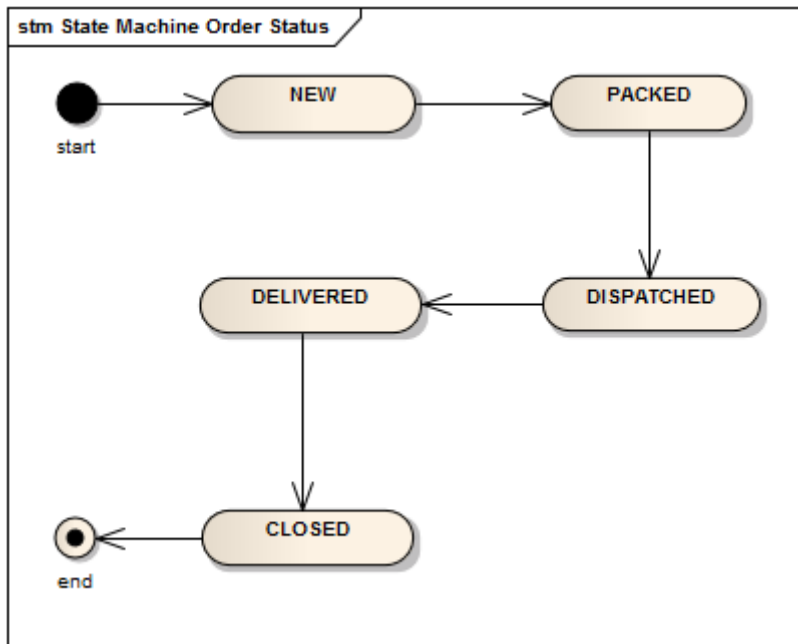 stm State Machine Order Status
NEW
PACKED
start
DELIVERED
DISPATCHED
CLOSED
end